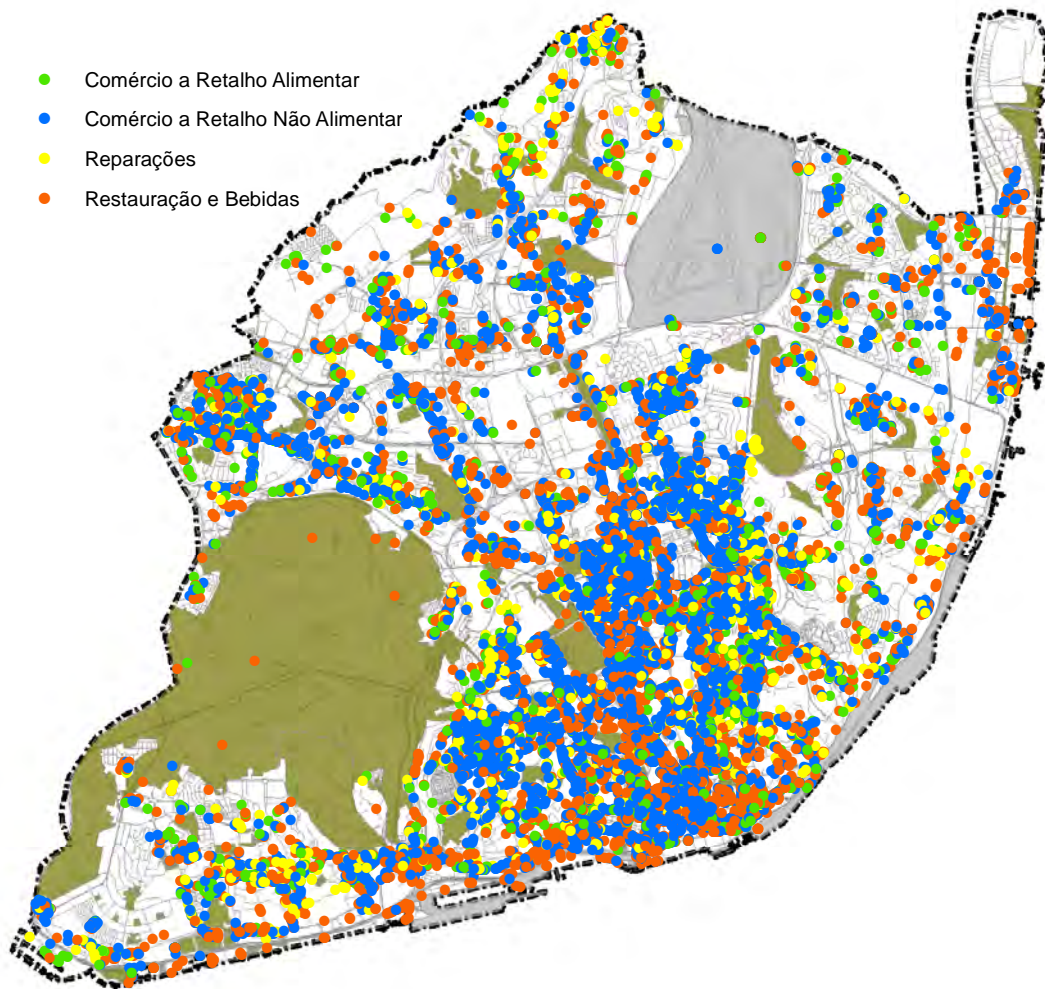 Comércio a Retalho Alimentar
Comércio a Retalho Não Alimentar
Reparações
Restauração e Bebidas